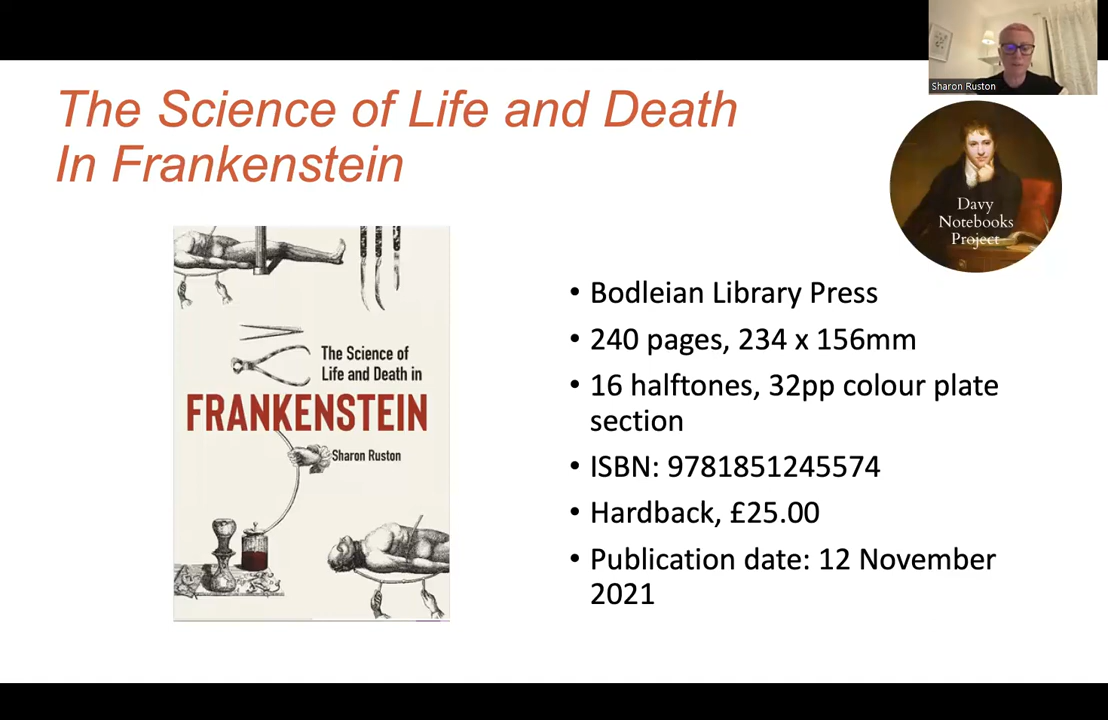 Sharon Ruston
The Science of Life and Death
In Frankenstein
Davy
Notebooks
Project
The Science of
Life and Death in
FRANKENSTEIN
Sharon Ruston
• Bodleian Library Press
• 240 pages, 234 x 156mm
• 16 halftones, 32pp colour plate
section
• ISBN: 9781851245574
• Hardback, £25.00
• Publication date: 12 November
2021